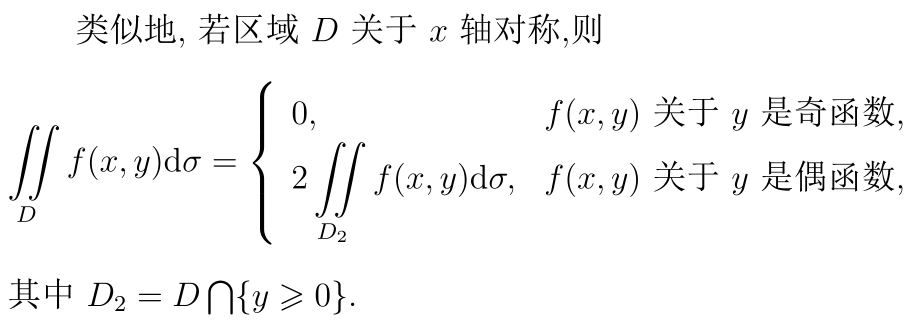 类似地, 若区域 $D$ 关于 $x$ 轴对称,则
$$\iint\limits_{D} f(x,y)\mathrm{d}\sigma = \begin{cases} 0, & f(x,y) \text{ 关于 } y \text{ 是奇函数,} \\ 2\iint\limits_{D_2} f(x,y)\mathrm{d}\sigma, & f(x,y) \text{ 关于 } y \text{ 是偶函数,} \end{cases}$$
其中 $D_2 = D \bigcap \{y \geqslant 0\}$.